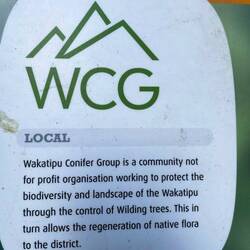 WCG
LOCAL
Wakatipu Conifer Group is a community not
for profit organisation working to protect the
biodiversity and landscape of the Wakatipu
through the control of Wilding trees. This in
turn allows the regeneration of native flora
to the district.